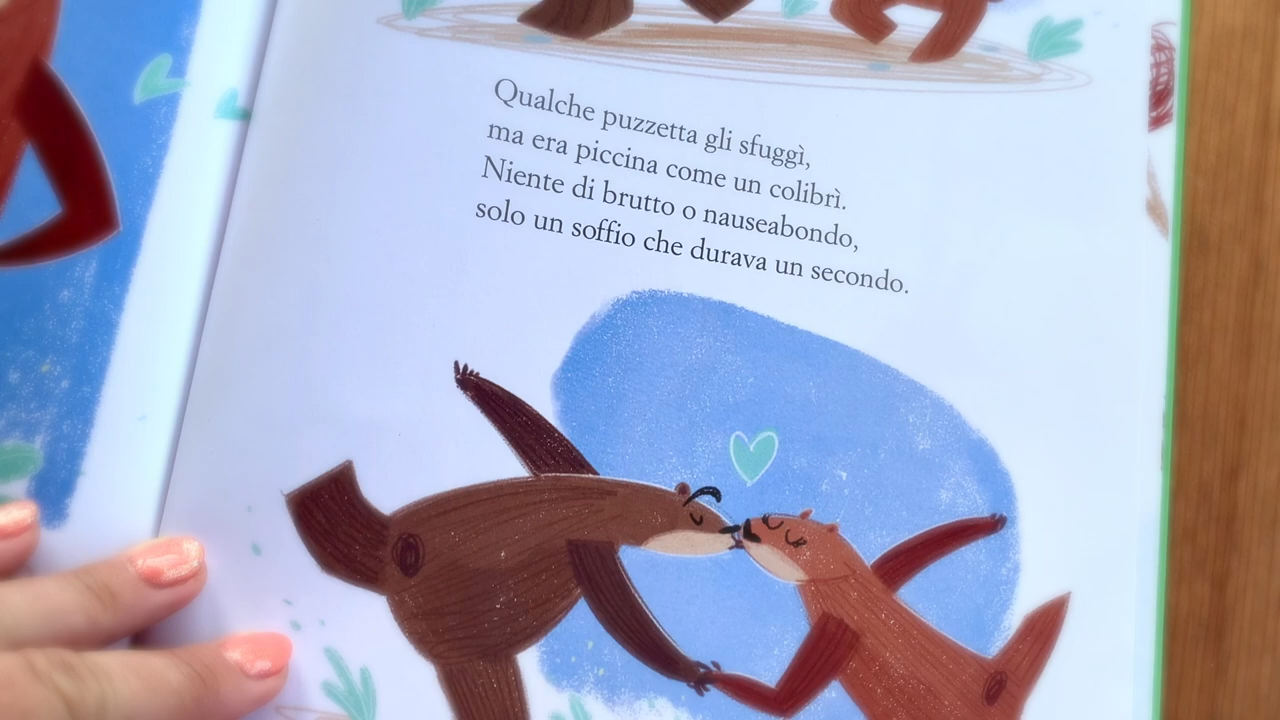 Qualche puzzetta gli sfuggì,
ma era piccina come un colibrì.
Niente di brutto o nauseabondo,
solo un soffio che durava un secondo.